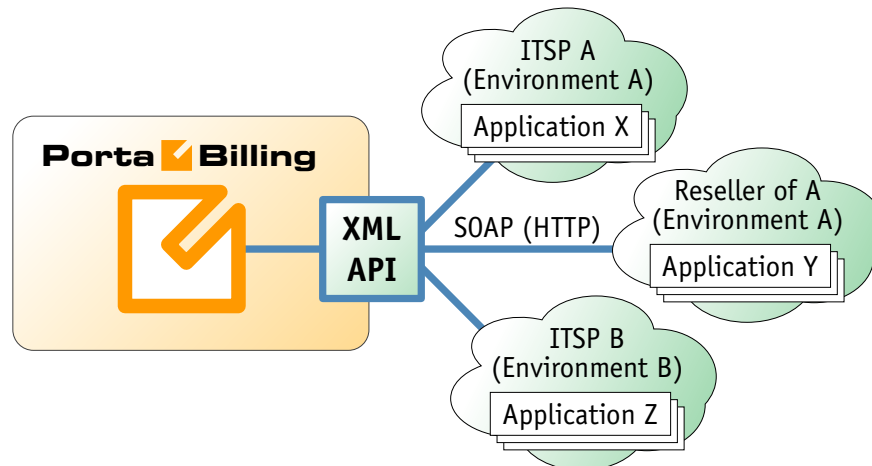 ITSP A
(Environment A)
Application X
Porta Billing
XML
API
SOAP (HTTP)
Reseller of A
(Environment A)
Application Y
ITSP B
(Environment B)
Application Z